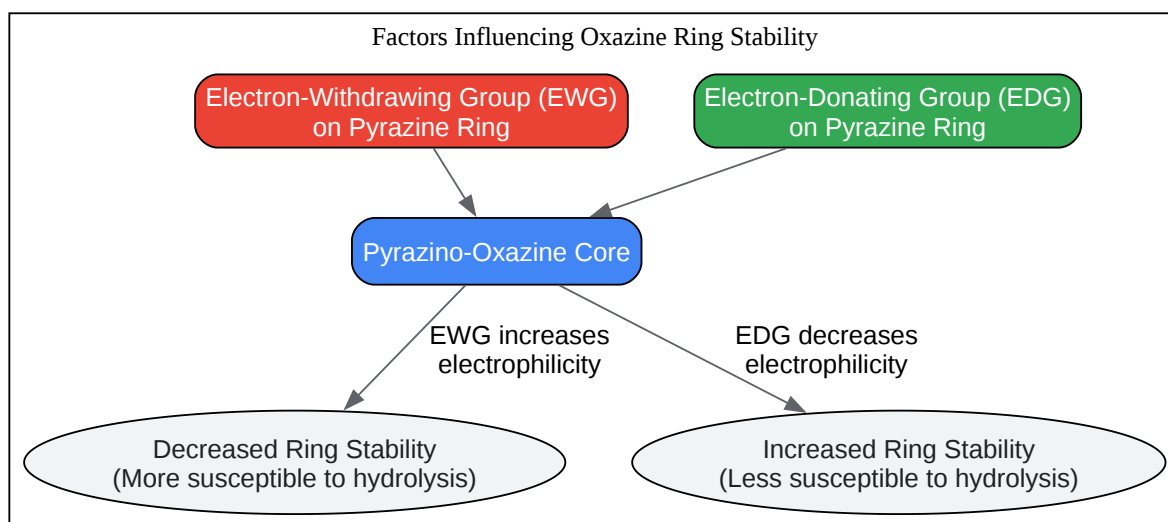 Factors Influencing Oxazine Ring Stability
Electron-Withdrawing Group (EWG)
on Pyrazine Ring
Electron-Donating Group (EDG)
on Pyrazine Ring
Pyrazino-Oxazine Core
EWG increases
electrophilicity
EDG decreases
electrophilicity
Decreased Ring Stability
(More susceptible to hydrolysis)
Increased Ring Stability
(Less susceptible to hydrolysis)